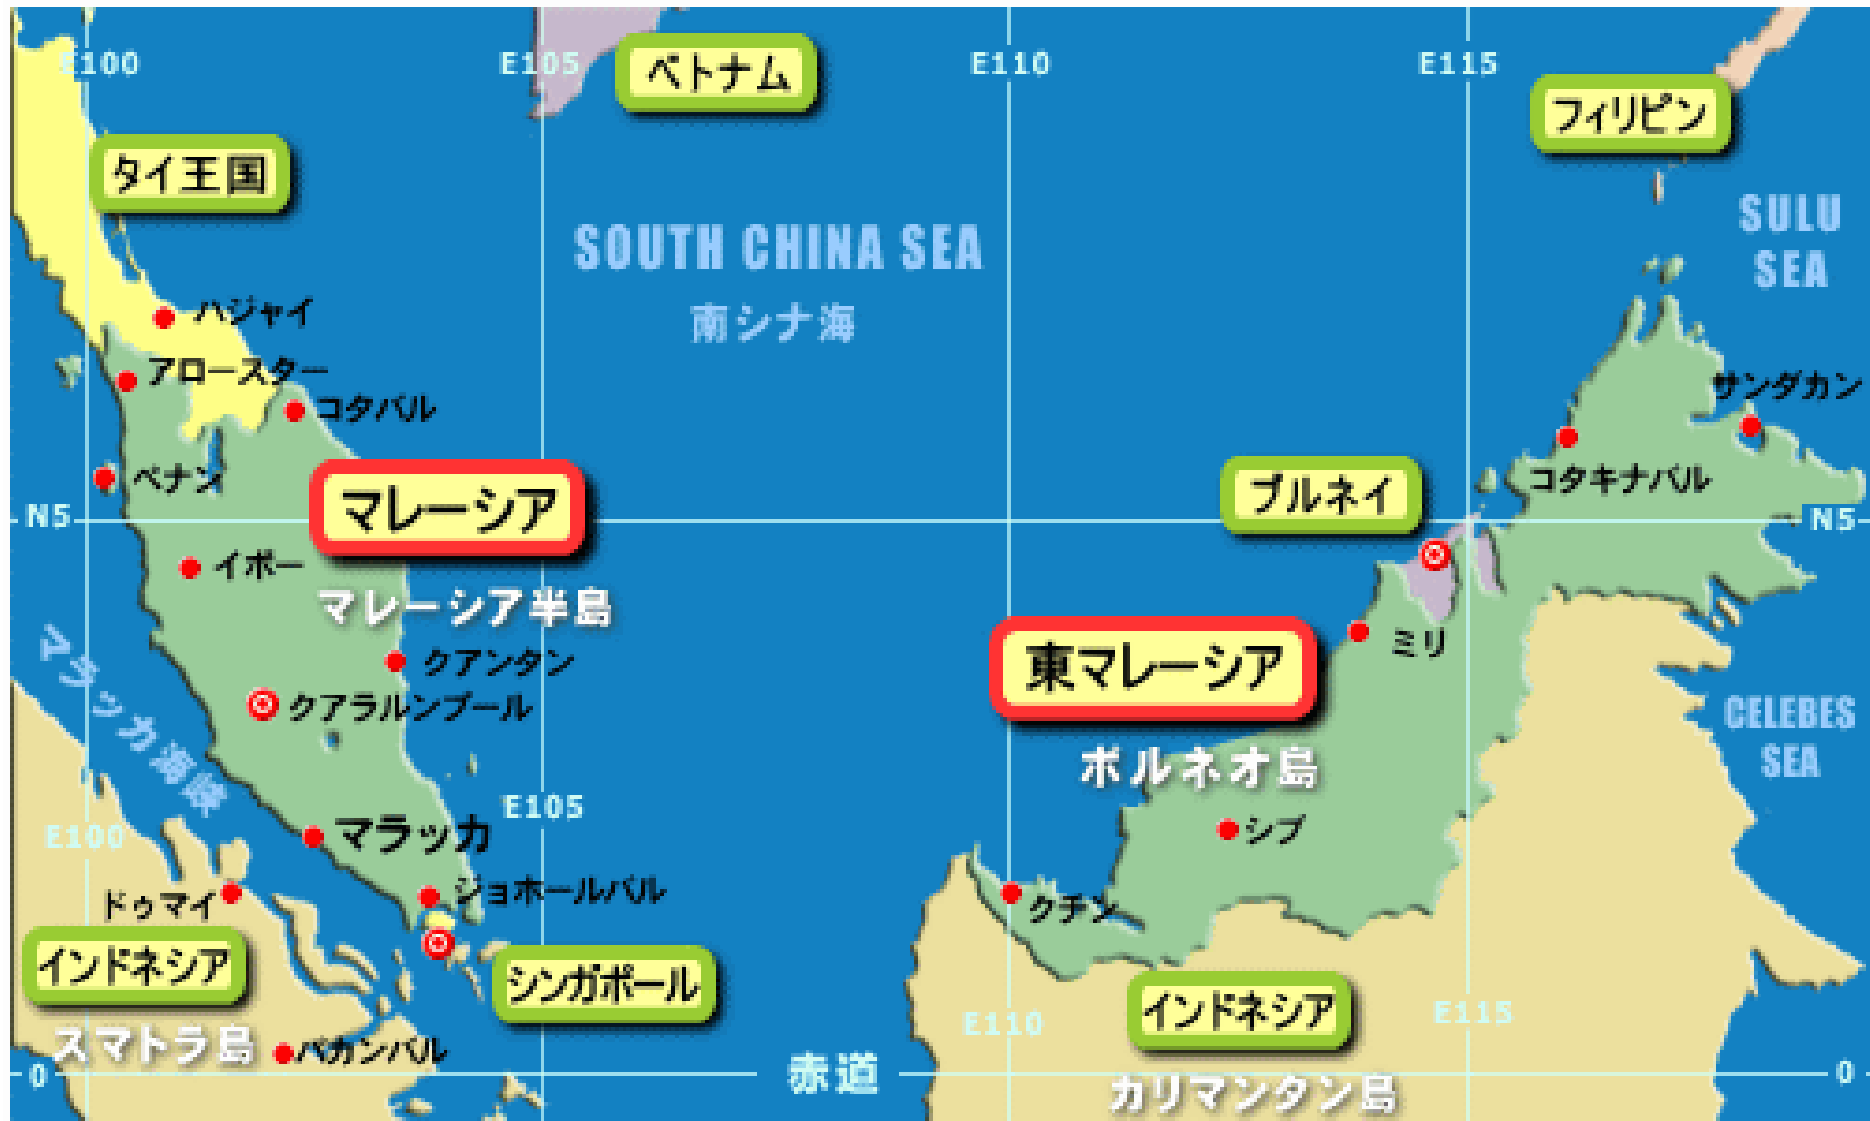 E100
E105
ベトナム
E110
E115
フィリピン
タイ王国
SULU
SEA
SOUTH CHINA SEA
南シナ海
ハジャイ
アロースター
コタバル
サンダカン
ペナン
マレーシア
ブルネイ
コタキナバル
N5
N5
イポー
マレーシア半島
クアンタン
東マレーシア
ミリ
マラッカ海峡
クアラルンプール
CELEBES
SEA
ボルネオ島
E105
E100
マラッカ
シブ
ドゥマイ
ジョホールバル
クチン
インドネシア
シンガポール
インドネシア
E110
E115
スマトラ島
パカンバル
赤道
0
0
カリマンタン島